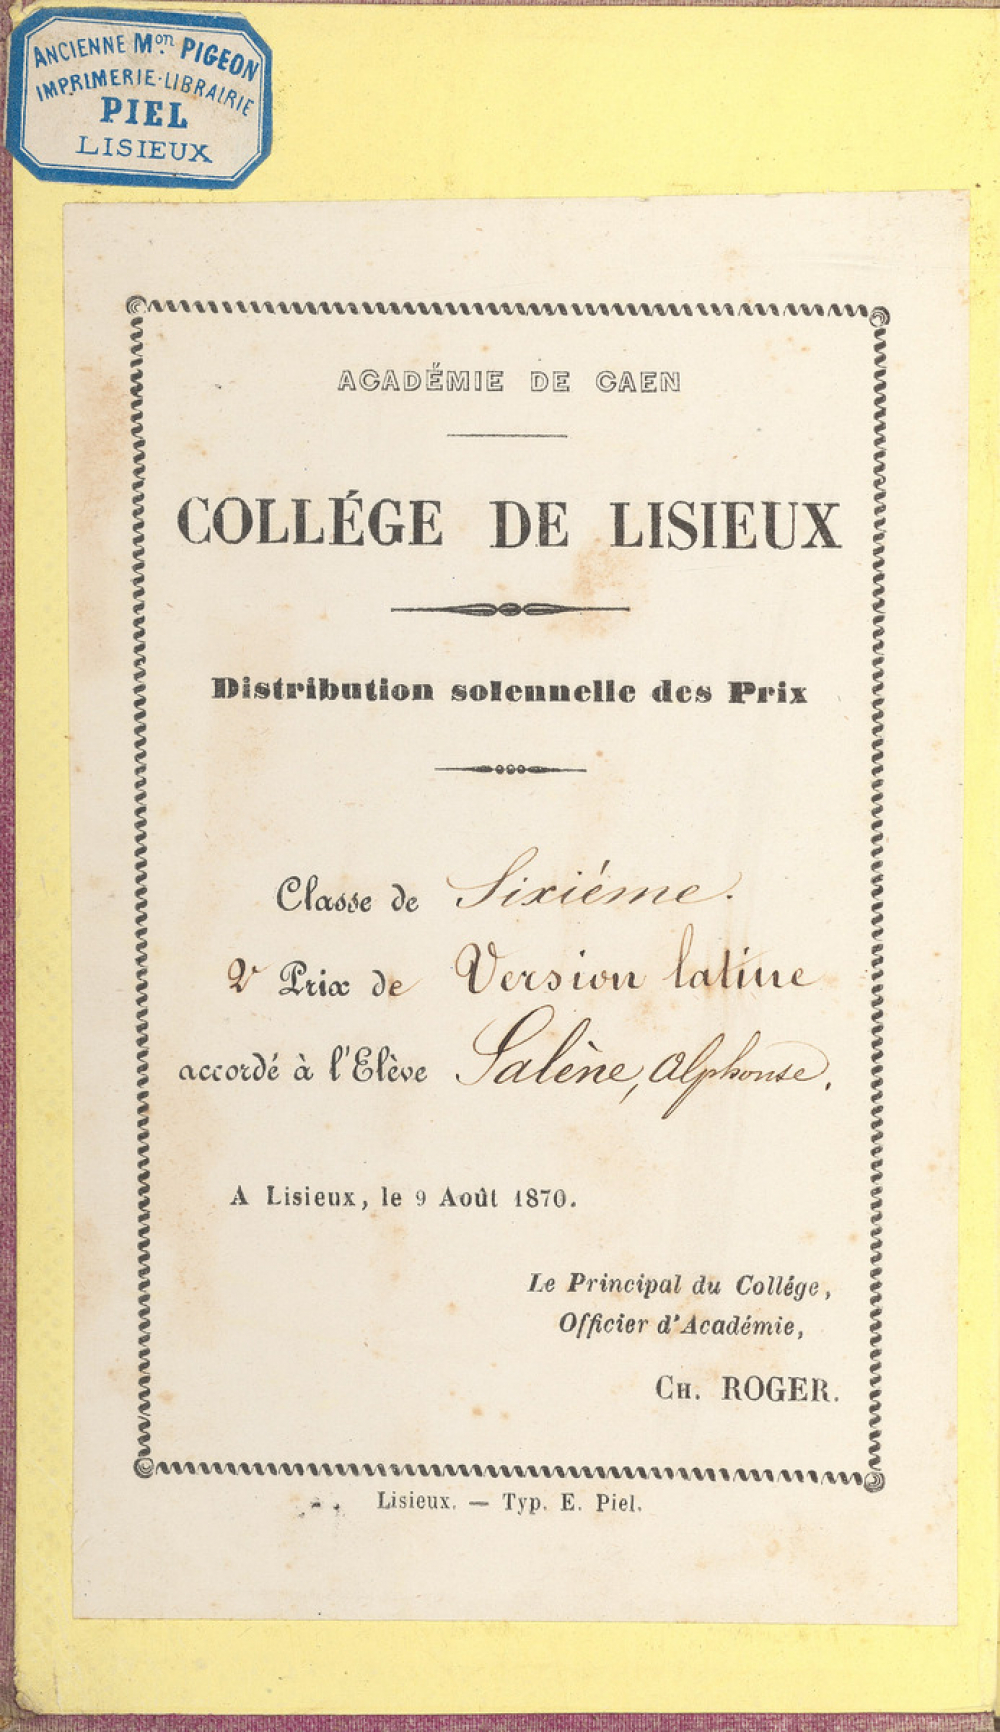 ANCIENNE Mon. PIGEON
IMPRIMERIE-LIBRAIRIE
PIEL
LISIEUX
ACADÉMIE DE CAEN
COLLÉGE DE LISIEUX
Distribution solennelle des Prix
Classe de Sixiéme.
2e Prix de Version latine
accordé à l'Elève Salène, Alphonse.
A Lisieux, le 9 Août 1870.
Le Principal du Collége,
Officier d'Académie,
CH. ROGER.
Lisieux. — Typ. E. Piel.